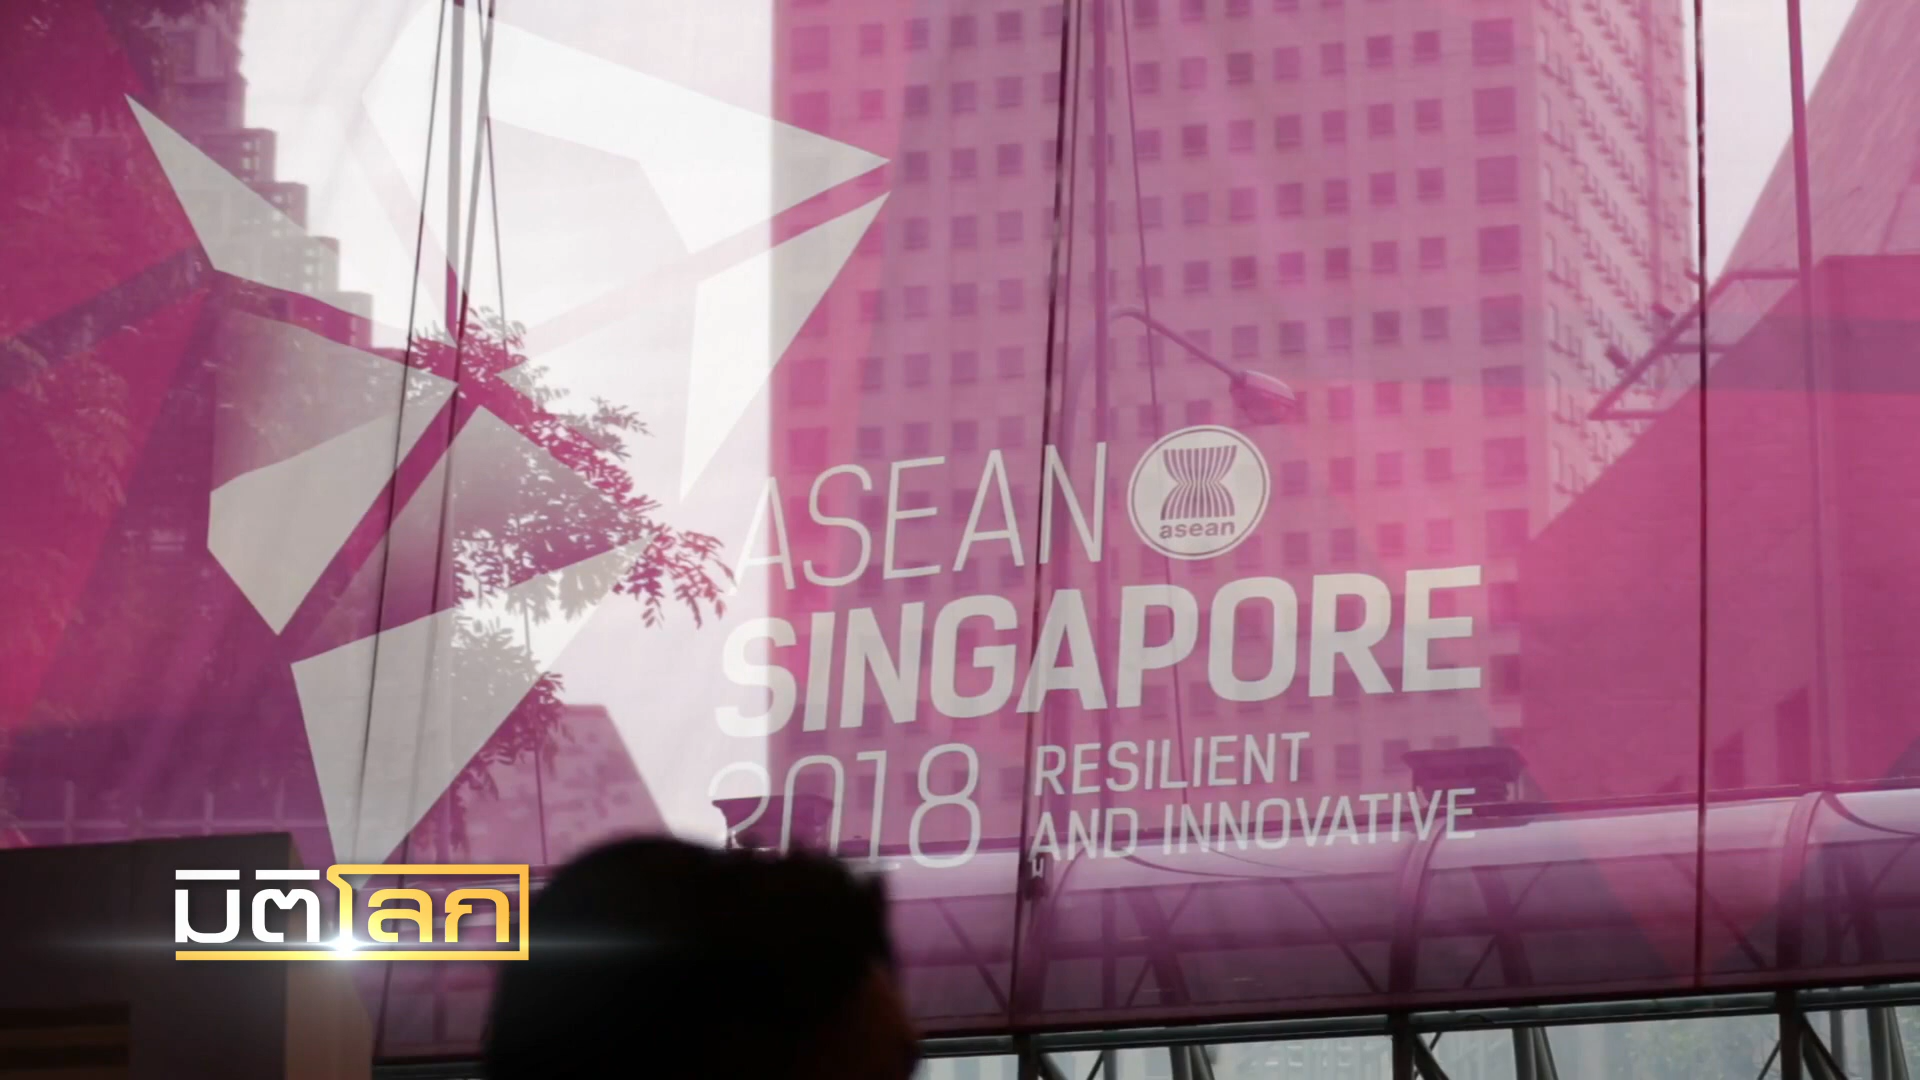 ASEAN
asean
SINGAPORE
2018
RESILIENT
AND INNOVATIVE
มิติโลก